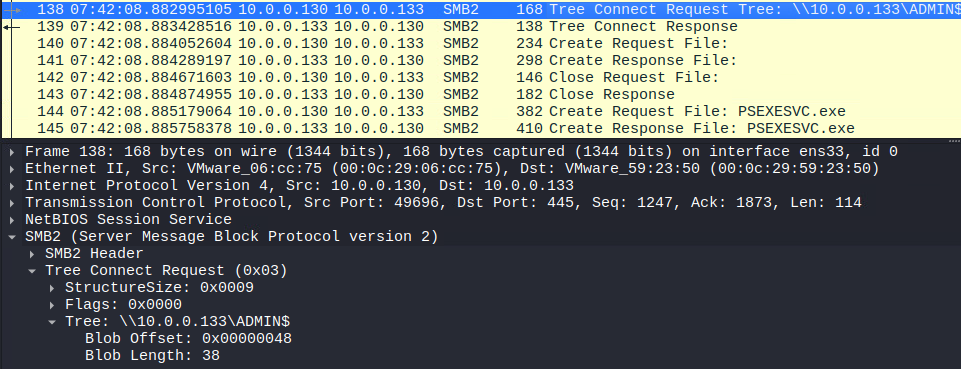 138 07:42:08.882995105 10.0.0.130 10.0.0.133 SMB2 168 Tree Connect Request Tree: \\10.0.0.133\ADMIN$
139 07:42:08.883428516 10.0.0.133 10.0.0.130 SMB2 138 Tree Connect Response
140 07:42:08.884052604 10.0.0.130 10.0.0.133 SMB2 234 Create Request File:
141 07:42:08.884289197 10.0.0.133 10.0.0.130 SMB2 298 Create Response File:
142 07:42:08.884671603 10.0.0.130 10.0.0.133 SMB2 146 Close Request File:
143 07:42:08.884874955 10.0.0.133 10.0.0.130 SMB2 182 Close Response
144 07:42:08.885179064 10.0.0.130 10.0.0.133 SMB2 382 Create Request File: PSEXESVC.exe
145 07:42:08.885758378 10.0.0.133 10.0.0.130 SMB2 410 Create Response File: PSEXESVC.exe
Frame 138: 168 bytes on wire (1344 bits), 168 bytes captured (1344 bits) on interface ens33, id 0
Ethernet II, Src: VMware_06:cc:75 (00:0c:29:06:cc:75), Dst: VMware_59:23:50 (00:0c:29:59:23:50)
Internet Protocol Version 4, Src: 10.0.0.130, Dst: 10.0.0.133
Transmission Control Protocol, Src Port: 49696, Dst Port: 445, Seq: 1247, Ack: 1873, Len: 114
NetBIOS Session Service
SMB2 (Server Message Block Protocol version 2)
SMB2 Header
Tree Connect Request (0x03)
StructureSize: 0x0009
Flags: 0x0000
Tree: \\10.0.0.133\ADMIN$
Blob Offset: 0x00000048
Blob Length: 38